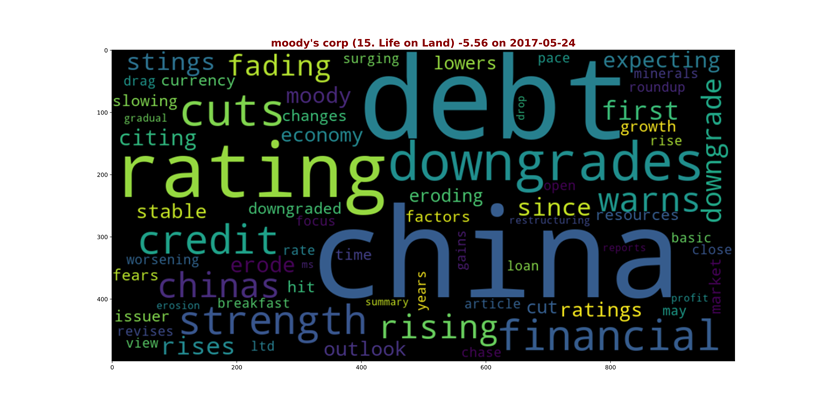 moody's corp (15. Life on Land) -5.56 on 2017-05-24
0
100
200
300
400
0
200
400
600
800
stings fading surging lowers pace expecting
drag currency debt minerals
roundup
slowing cuts moody drop first downgrade
gradual changes growth
citing economy rise
rating downgrades
open
eroding since warns
stable downgraded factors resources
focus restructuring
credit rate time china gains reports basic
worsening erode ms loan close
fears chinas hit years market
erosion breakfast summary article cut ratings profit
issuer strength may
revises rising financial
view rises ltd outlook chase